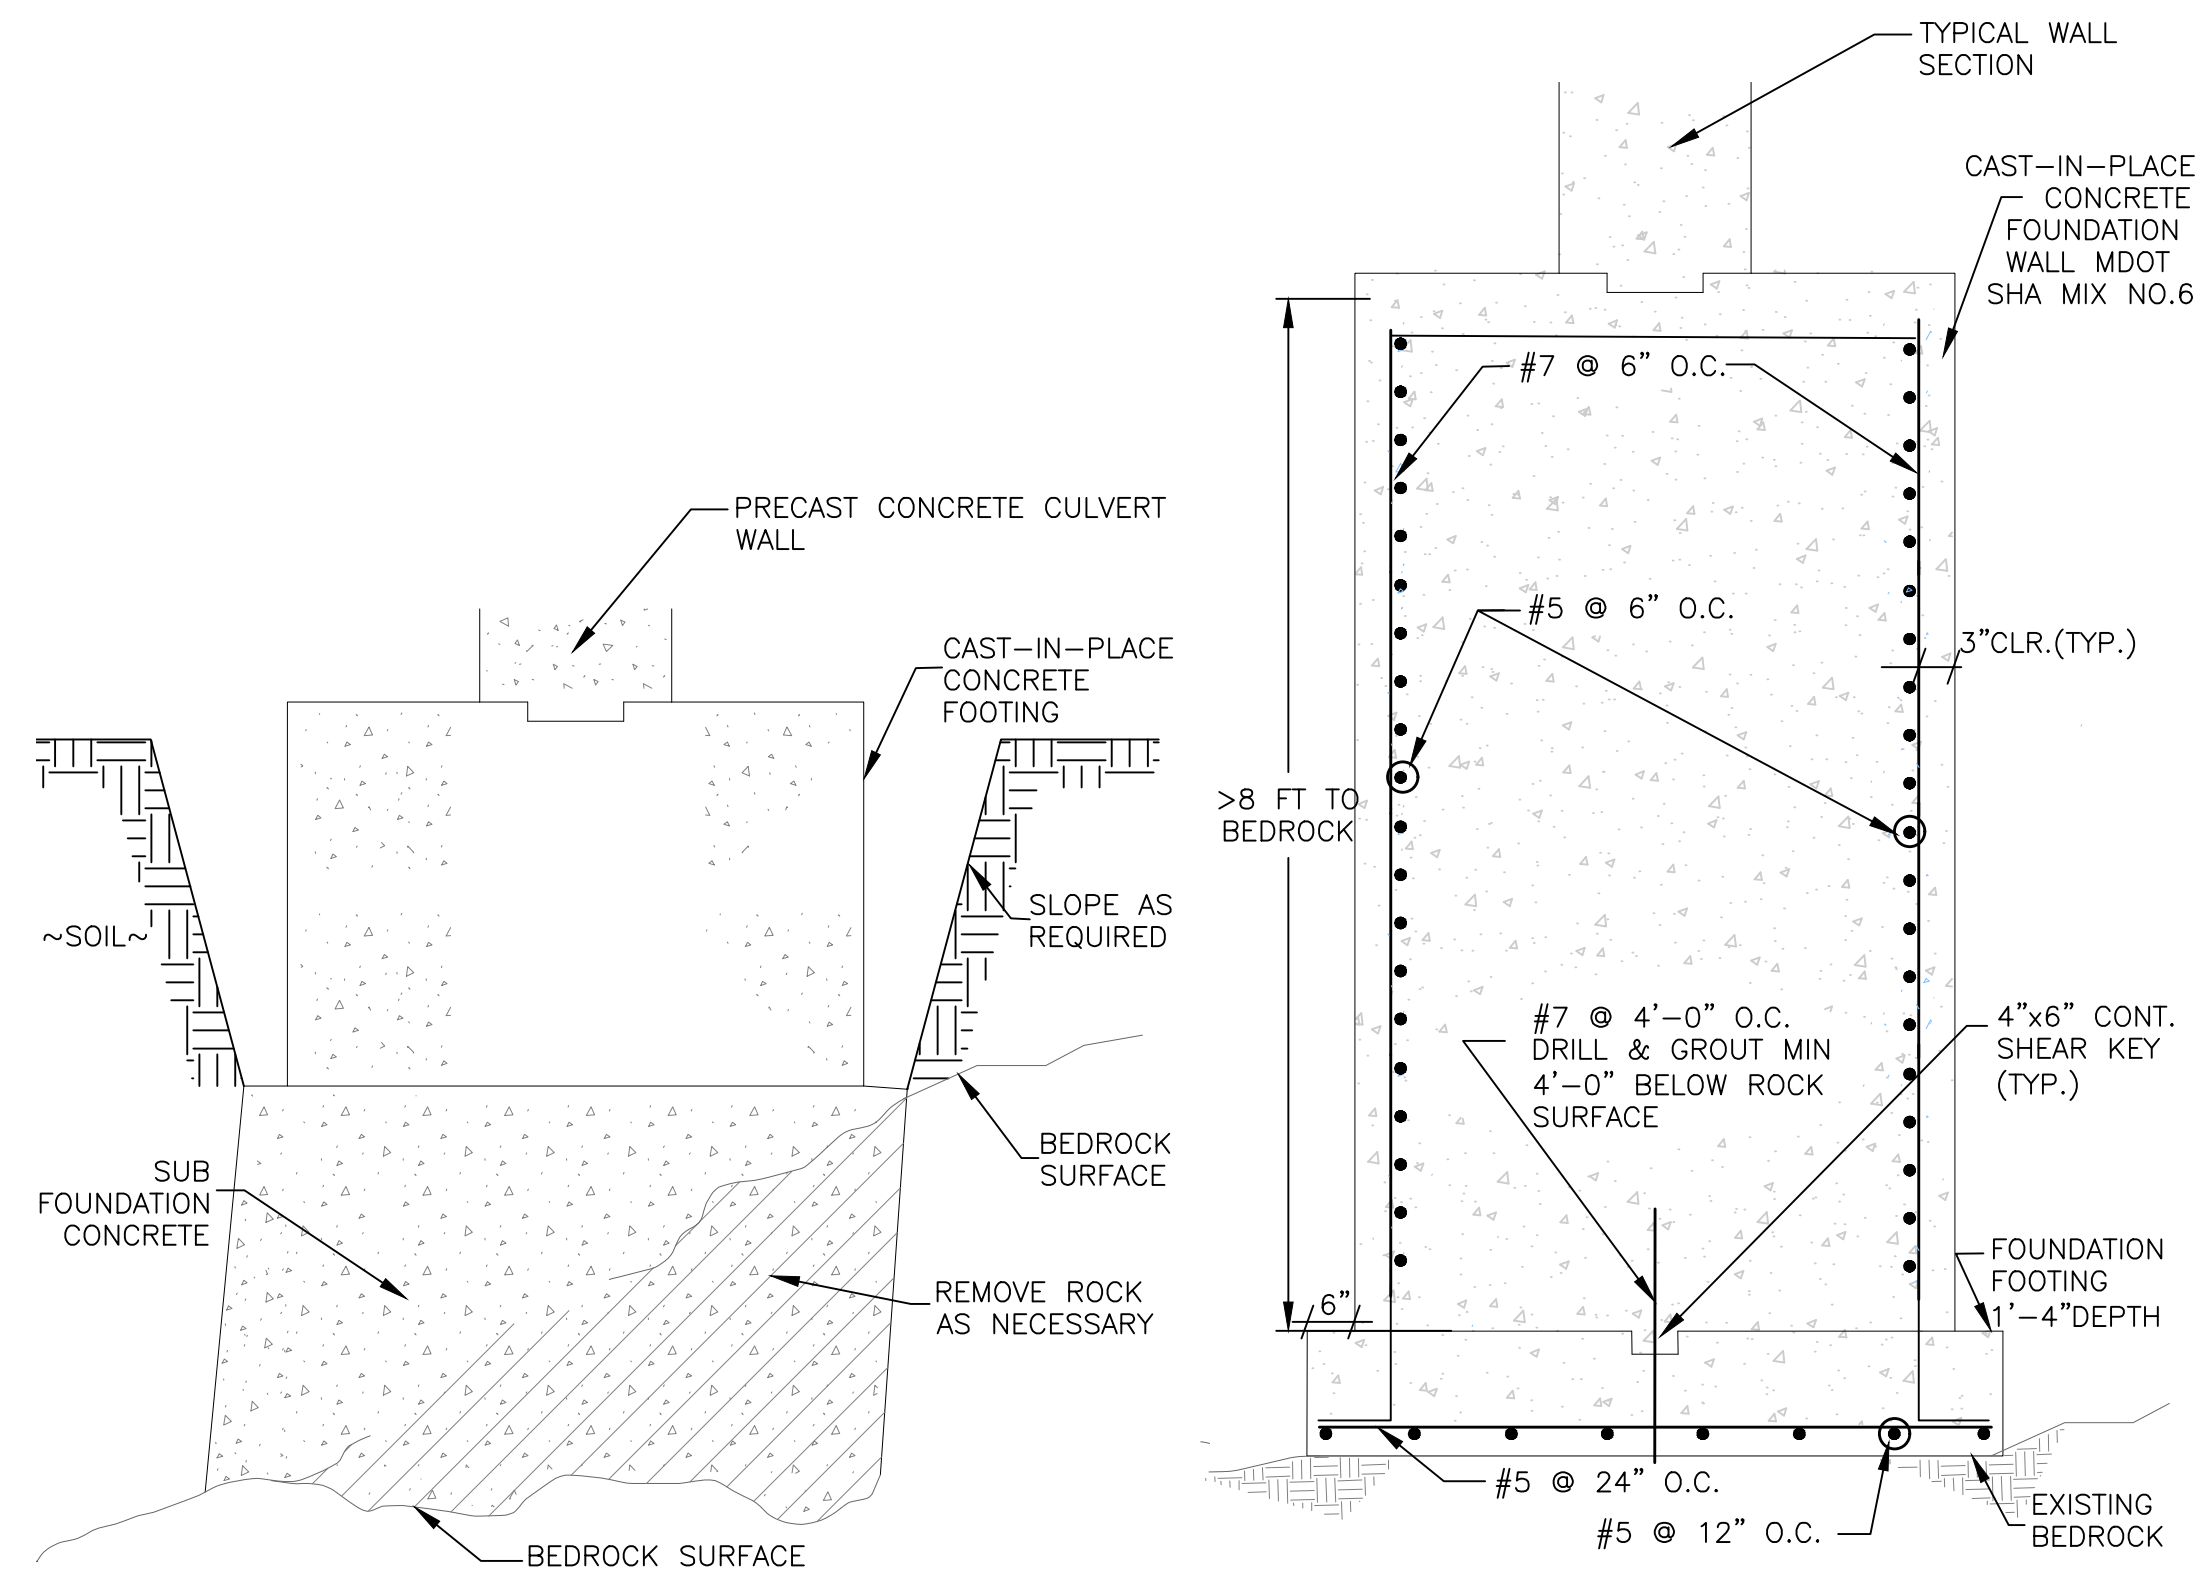 PRECAST CONCRETE CULVERT
WALL
CAST-IN-PLACE
CONCRETE
FOOTING
~SOIL~
SLOPE AS
REQUIRED
BEDROCK
SURFACE
SUB
FOUNDATION
CONCRETE
REMOVE ROCK
AS NECESSARY
BEDROCK SURFACE
TYPICAL WALL
SECTION
CAST-IN-PLACE
CONCRETE
FOUNDATION
WALL MDOT
SHA MIX NO.6
#7 @ 6" O.C.
#5 @ 6" O.C.
3"CLR.(TYP.)
>8 FT TO
BEDROCK
#7 @ 4'-0" O.C.
DRILL & GROUT MIN
4'-0" BELOW ROCK
SURFACE
4"x6" CONT.
SHEAR KEY
(TYP.)
6"
FOUNDATION
FOOTING
1'-4"DEPTH
#5 @ 24" O.C.
#5 @ 12" O.C.
EXISTING
BEDROCK